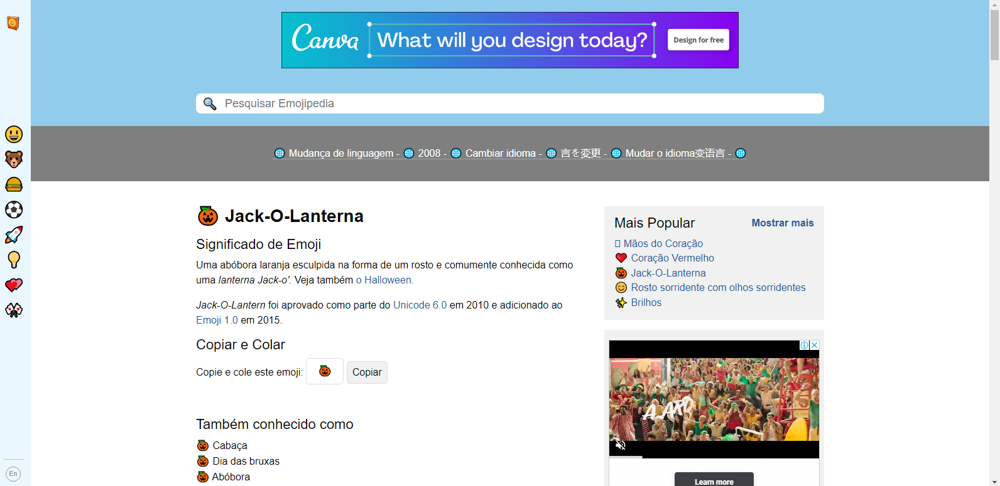 Canva What will you design today? Design for free
Pesquisar Emojipedia
Mudança de linguagem - 2008 - Cambiar idioma - 言を変更 - Mudar o idioma变语言 -
Jack-O-Lanterna
Significado de Emoji
Uma abóbora laranja esculpida na forma de um rosto e comumente conhecida como
uma lanterna Jack-o'. Veja também o Halloween.
Jack-O-Lantern foi aprovado como parte do Unicode 6.0 em 2010 e adicionado ao
Emoji 1.0 em 2015.
Copiar e Colar
Copie e cole este emoji: Copiar
Também conhecido como
Cabaça
Dia das bruxas
Abóbora
Mais Popular Mostrar mais
Mãos do Coração
Coração Vermelho
Jack-O-Lanterna
Rosto sorridente com olhos sorridentes
Brilhos
Learn more
En